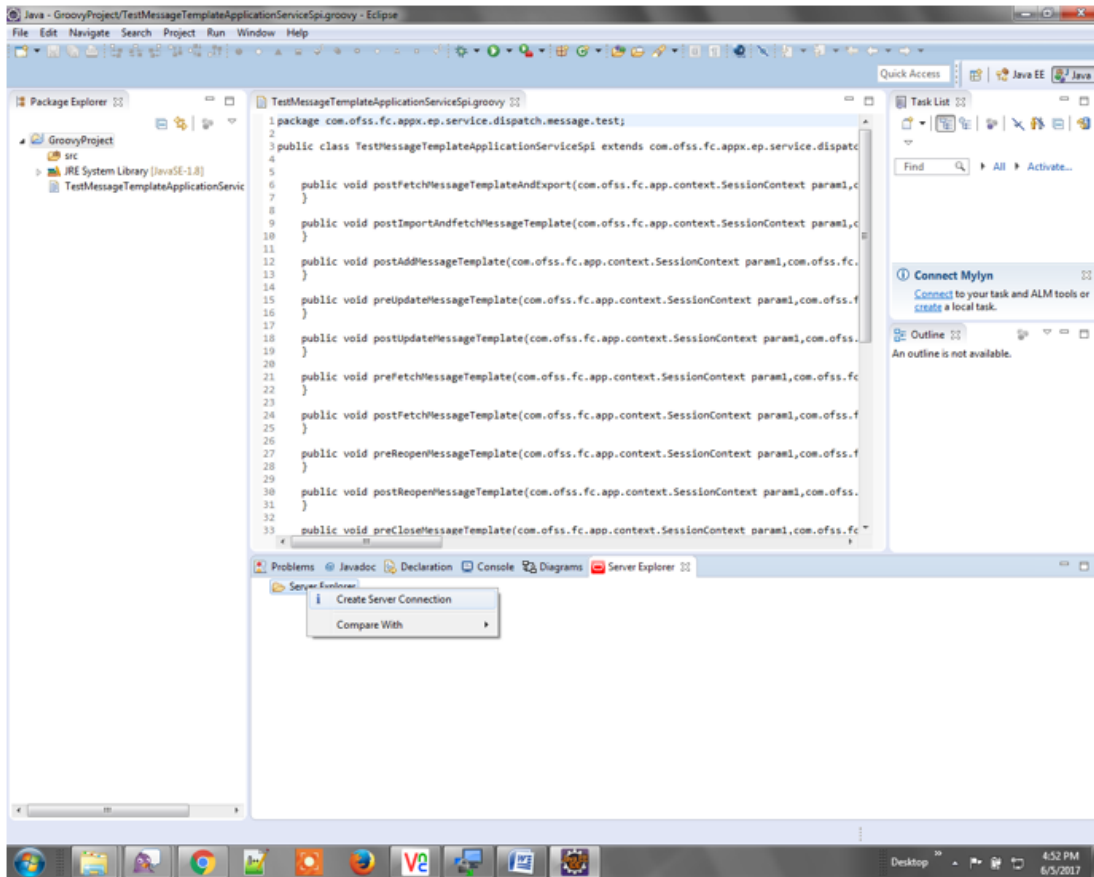 Java - GroovyProject/TestMessageTemplateApplicationServiceSpi.groovy - Eclipse
File Edit Navigate Search Project Run Window Help
Quick Access Java EE Java
Package Explorer
GroovyProject
src
JRE System Library [JavaSE-1.8]
TestMessageTemplateApplicationServic
TestMessageTemplateApplicationServiceSpi.groovy
1 package com.ofss.fc.appx.ep.service.dispatch.message.test;
2
3 public class TestMessageTemplateApplicationServiceSpi extends com.ofss.fc.appx.ep.service.dispatc
4
5
6 public void postFetchMessageTemplateAndExport(com.ofss.fc.app.context.SessionContext param1,c
7 }
8
9 public void postImportAndfetchMessageTemplate(com.ofss.fc.app.context.SessionContext param1,c
10 }
11
12 public void postAddMessageTemplate(com.ofss.fc.app.context.SessionContext param1,com.ofss.fc.
13 }
14
15 public void preUpdateMessageTemplate(com.ofss.fc.app.context.SessionContext param1,com.ofss.f
16 }
17
18 public void postUpdateMessageTemplate(com.ofss.fc.app.context.SessionContext param1,com.ofss.
19 }
20
21 public void preFetchMessageTemplate(com.ofss.fc.app.context.SessionContext param1,com.ofss.fc
22 }
23
24 public void postFetchMessageTemplate(com.ofss.fc.app.context.SessionContext param1,com.ofss.f
25 }
26
27 public void preReopenMessageTemplate(com.ofss.fc.app.context.SessionContext param1,com.ofss.f
28 }
29
30 public void postReopenMessageTemplate(com.ofss.fc.app.context.SessionContext param1,com.ofss.
31 }
32
33 public void preCloseMessageTemplate(com.ofss.fc.app.context.SessionContext param1,com.ofss.fc
Task List
Find All Activate...
Connect Mylyn
Connect to your task and ALM tools or
create a local task.
Outline
An outline is not available.
Problems Javadoc Declaration Console Diagrams Server Explorer
Server Explorer
Create Server Connection
Compare With
Desktop
4:52 PM
6/5/2017